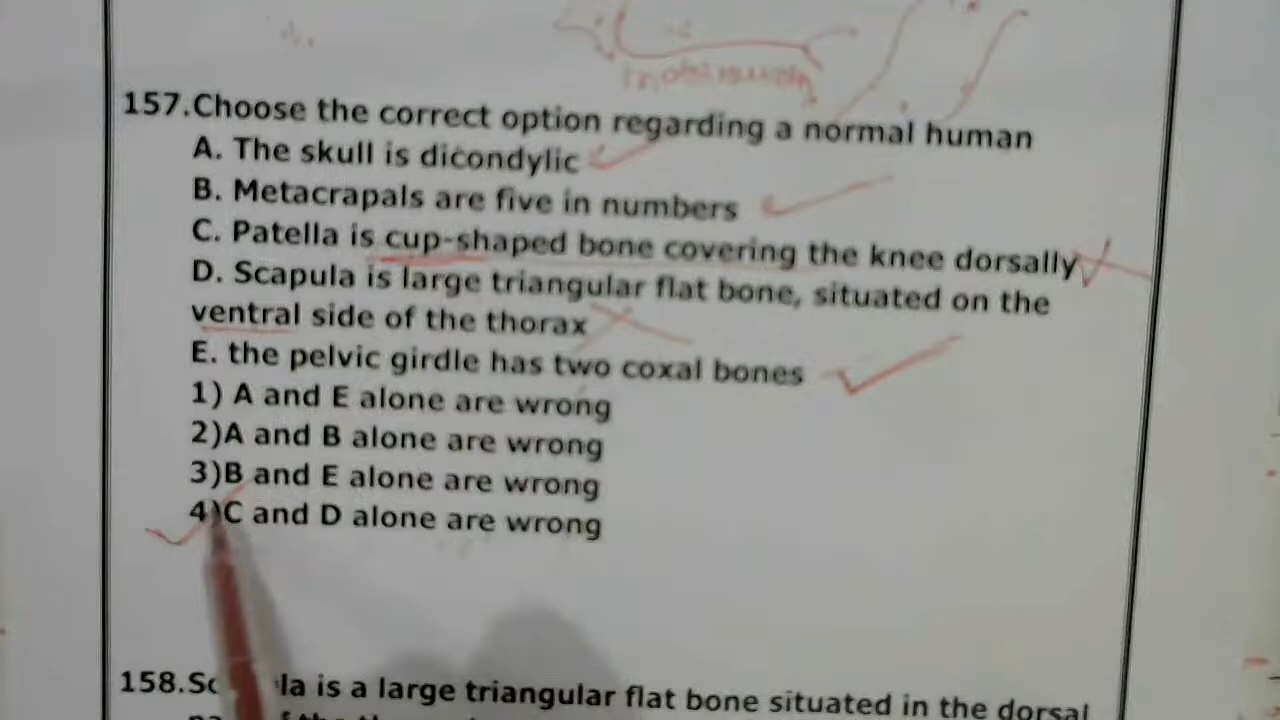 157.Choose the correct option regarding a normal human
A. The skull is dicondylic
B. Metacrapals are five in numbers
C. Patella is cup-shaped bone covering the knee dorsally
D. Scapula is large triangular flat bone, situated on the
ventral side of the thorax
E. the pelvic girdle has two coxal bones
1) A and E alone are wrong
2)A and B alone are wrong
3)B and E alone are wrong
4)C and D alone are wrong
158. is a large triangular flat bone situated in the dorsal